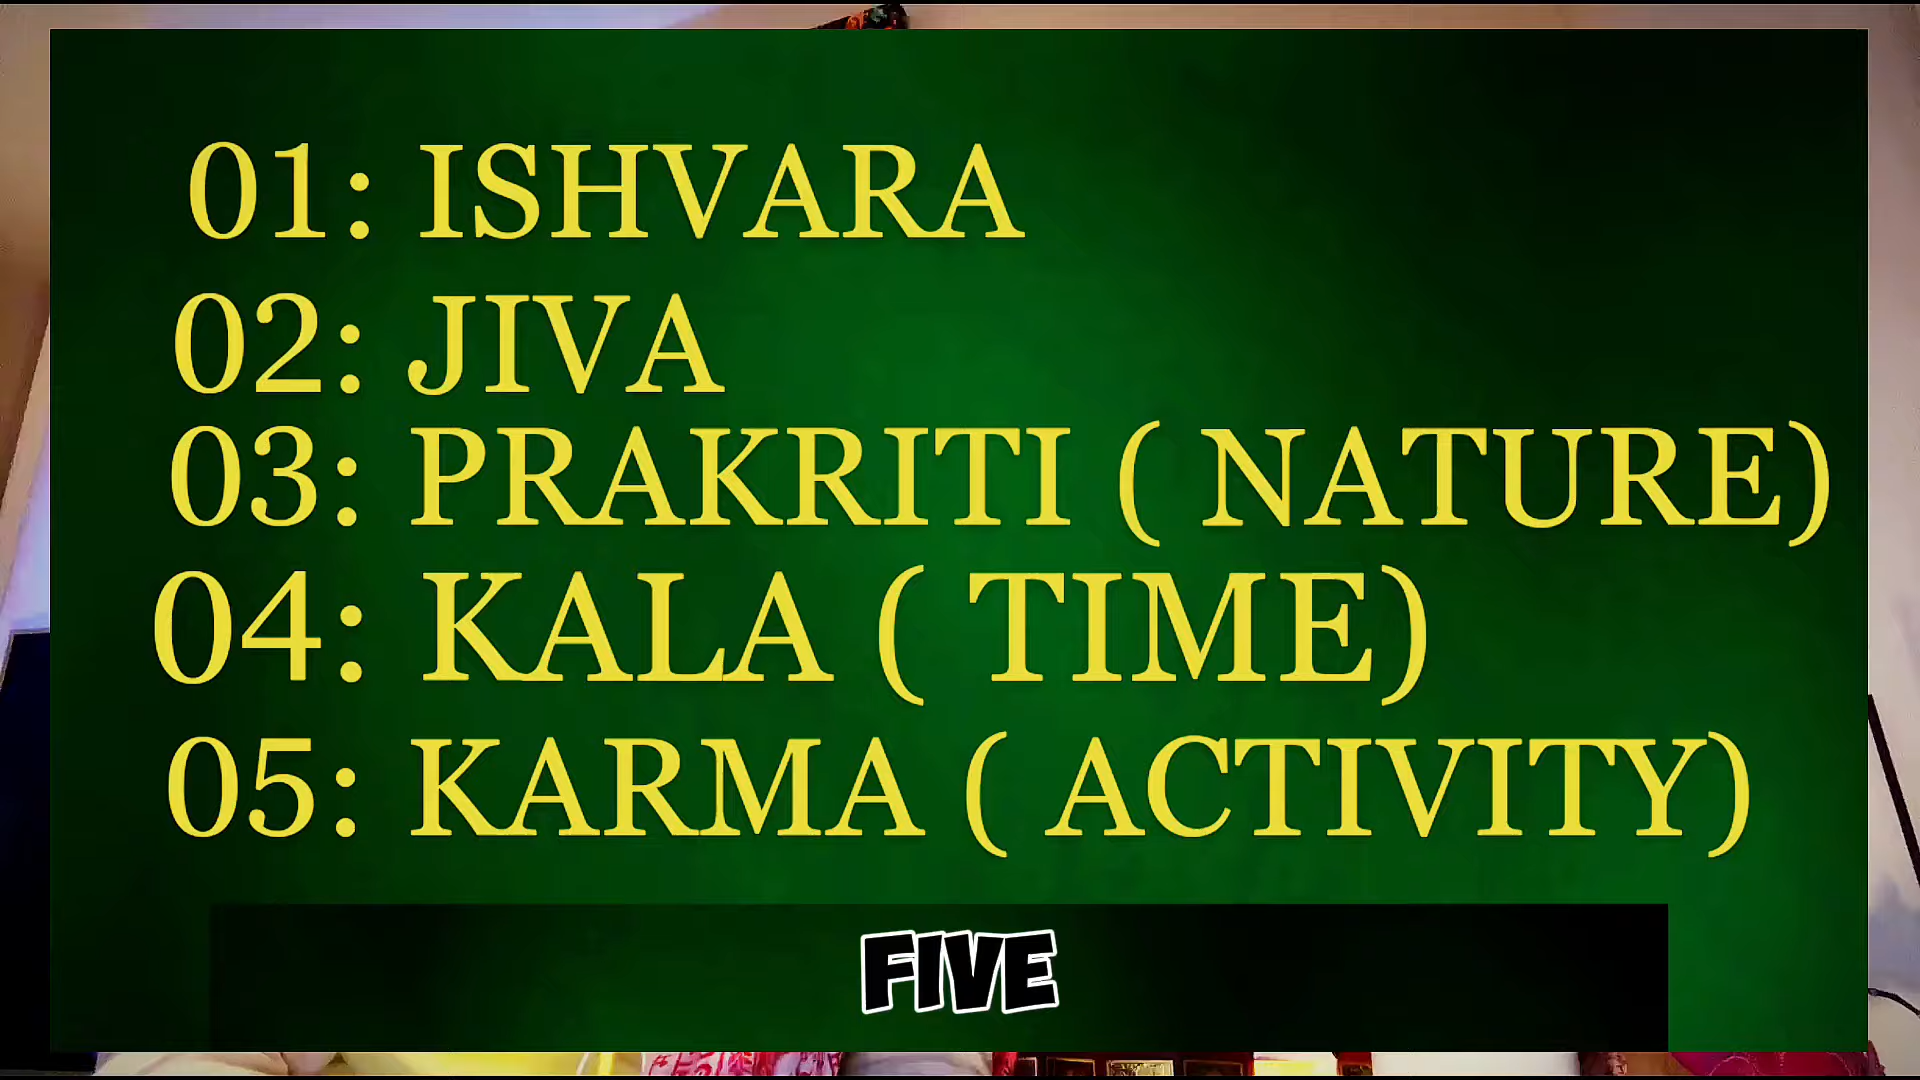 01: ISHVARA
02: JIVA
03: PRAKRITI ( NATURE)
04: KALA ( TIME)
05: KARMA ( ACTIVITY)
FIVE